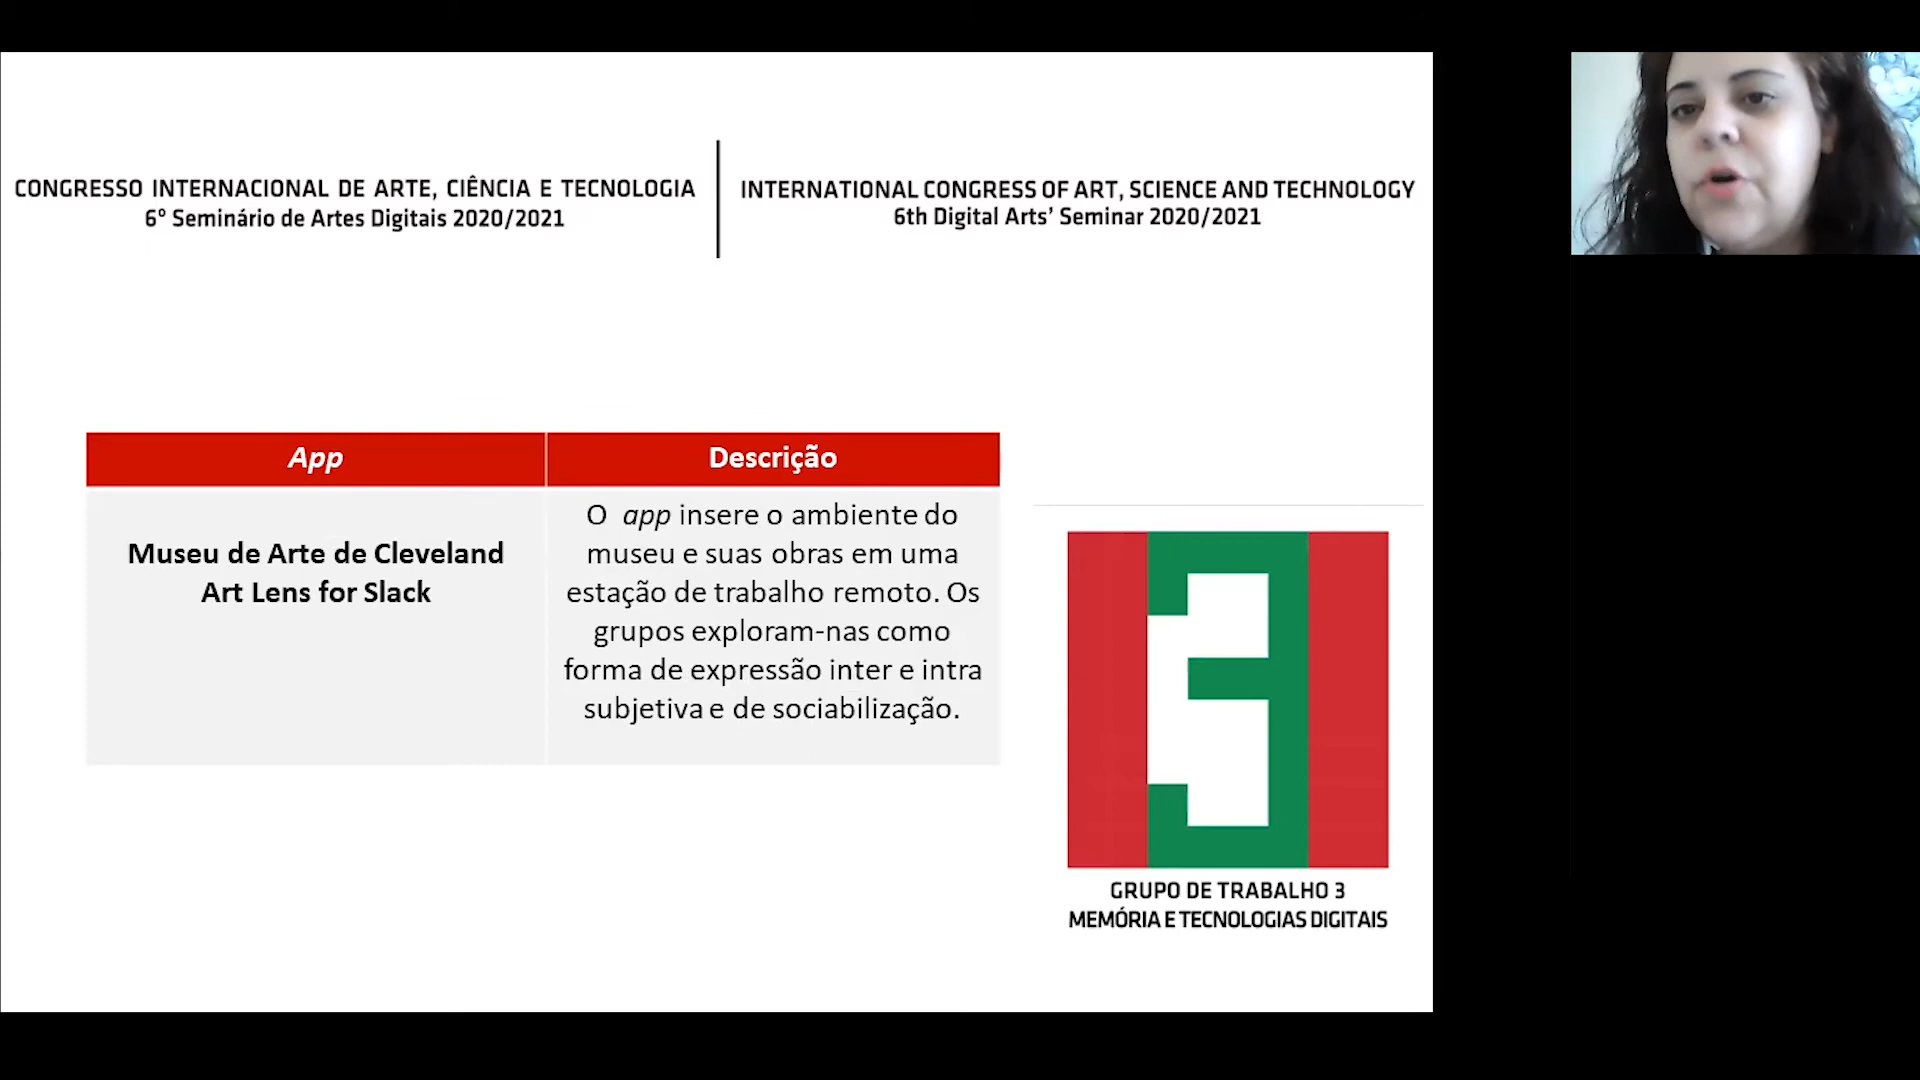 CONGRESSO INTERNACIONAL DE ARTE, CIÊNCIA E TECNOLOGIA
6º Seminário de Artes Digitais 2020/2021
INTERNATIONAL CONGRESS OF ART, SCIENCE AND TECHNOLOGY
6th Digital Arts’ Seminar 2020/2021
App
Descrição
Museu de Arte de Cleveland
Art Lens for Slack
O app insere o ambiente do
museu e suas obras em uma
estação de trabalho remoto. Os
grupos exploram-nas como
forma de expressão inter e intra
subjetiva e de sociabilização.
3
GRUPO DE TRABALHO 3
MEMÓRIA E TECNOLOGIAS DIGITAIS